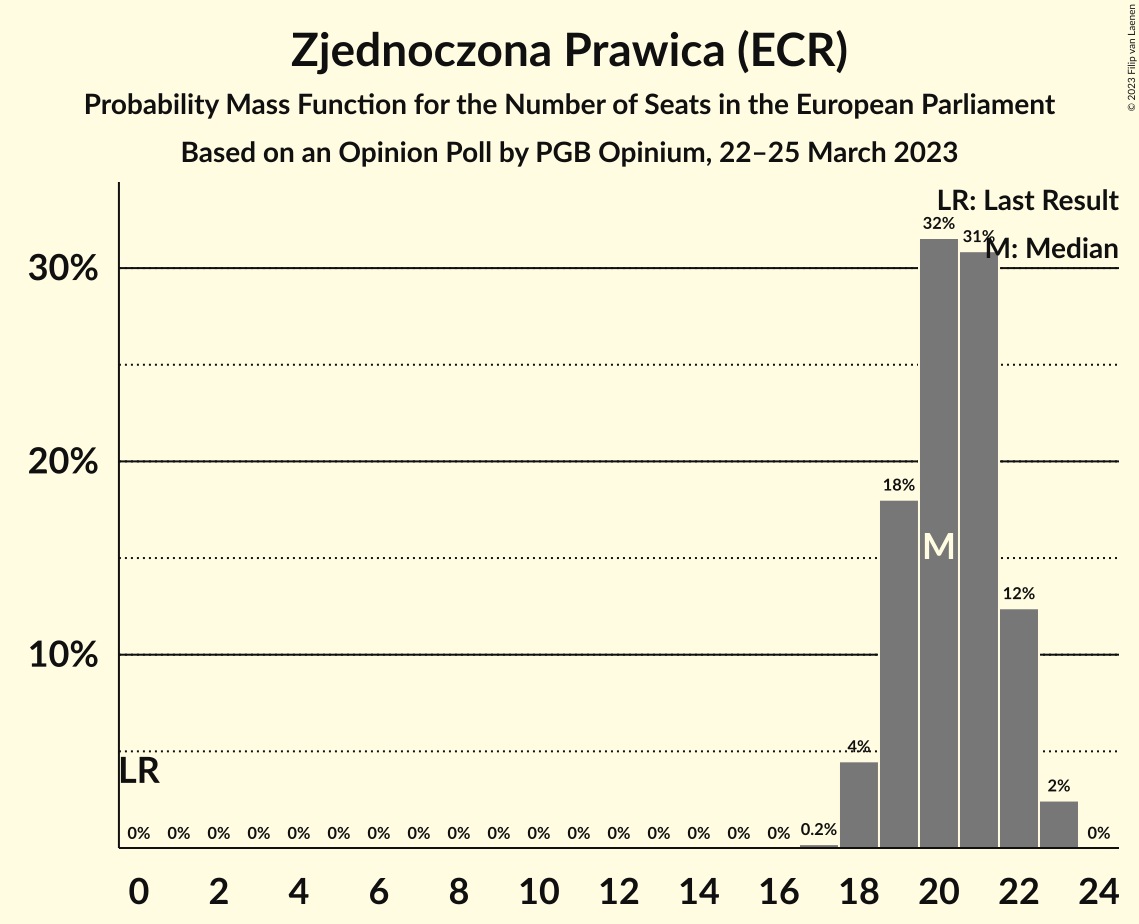 Zjednoczona Prawica (ECR)
Probability Mass Function for the Number of Seats in the European Parliament
Based on an Opinion Poll by PGB Opinium, 22–25 March 2023
© 2023 Filip van Laenen
LR: Last Result
M: Median
30%
20%
10%
32%
31%
18%
M
12%
4%
LR
2%
0% 0% 0% 0% 0% 0% 0% 0% 0% 0% 0% 0% 0% 0% 0% 0% 0% 0.2% 0%
0 2 4 6 8 10 12 14 16 18 20 22 24